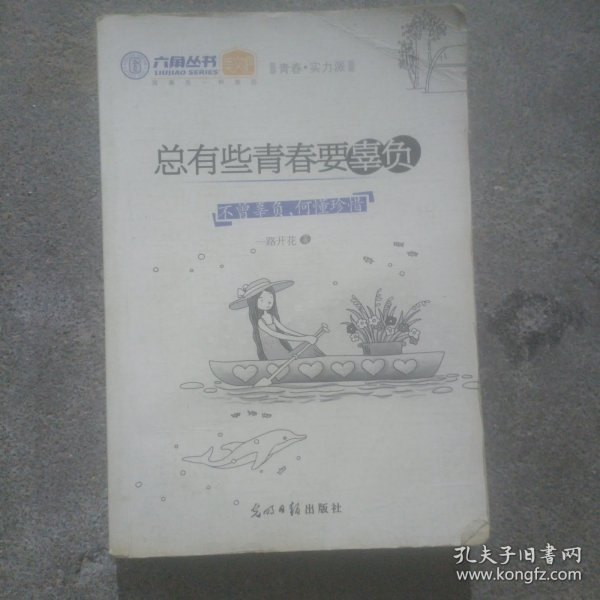 六角丛书
LIUJIAO SERIES
青春·实力派
总有些青春要辜负
不曾辜负，何懂珍惜
一路开花 著
光明日报出版社
孔夫子旧书网
www.kongfz.com